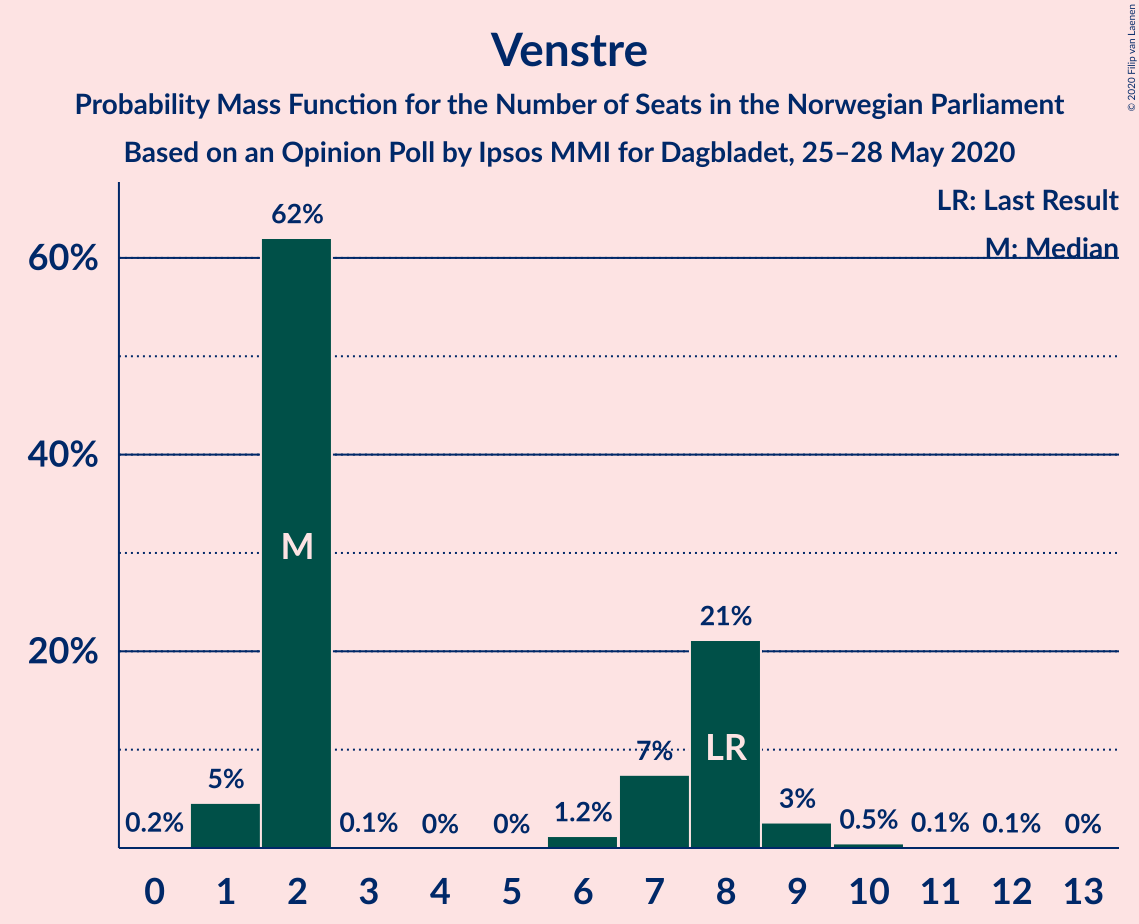 Venstre
Probability Mass Function for the Number of Seats in the Norwegian Parliament
Based on an Opinion Poll by Ipsos MMI for Dagbladet, 25–28 May 2020
© 2020 Filip van Laenen
LR: Last Result
M: Median
60%
40%
20%
0.2%
5%
62%
0.1%
0%
0%
1.2%
7%
21%
3%
0.5%
0.1%
0.1%
0%
M
LR
0 1 2 3 4 5 6 7 8 9 10 11 12 13